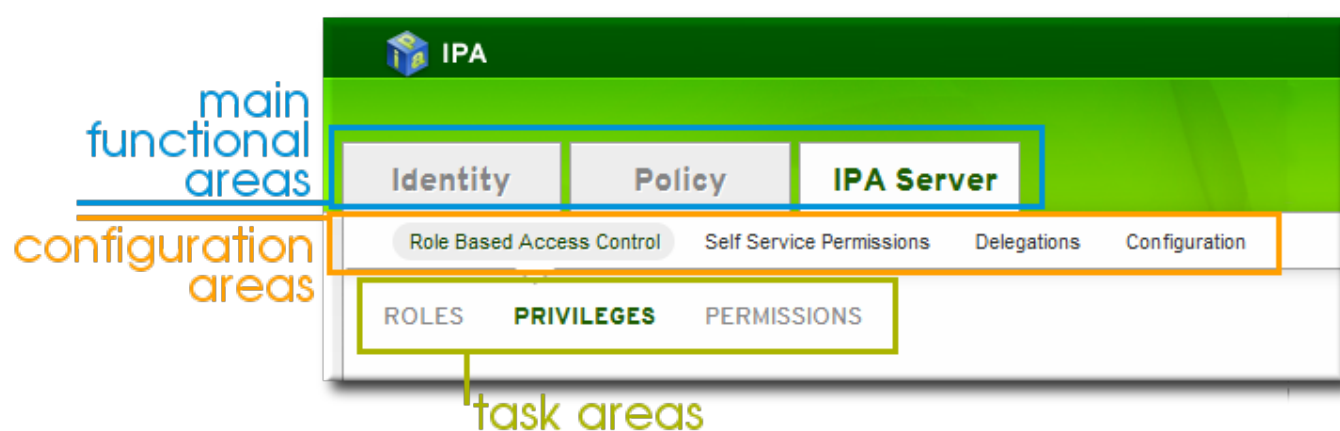 IPA
main
functional
areas
Identity Policy IPA Server
configuration
areas
Role Based Access Control Self Service Permissions Delegations Configuration
ROLES PRIVILEGES PERMISSIONS
task areas